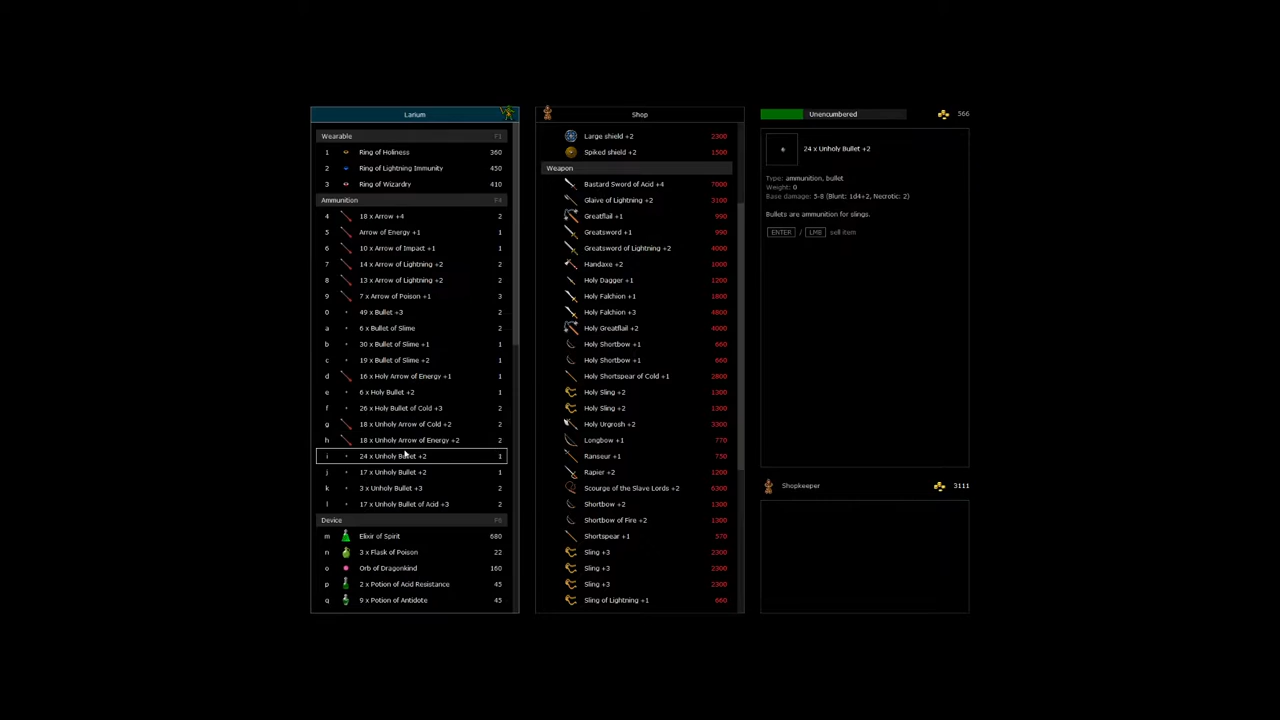 Larium
Wearable F3
1 Ring of Holiness 360
2 Ring of Lightning Immunity 450
3 Ring of Wizardry 410
Ammunition F4
4 18 x Arrow +4 2
5 Arrow of Energy +1 1
6 10 x Arrow of Impact +1 1
7 14 x Arrow of Lightning +2 2
8 13 x Arrow of Lightning +2 2
9 7 x Arrow of Poison +1 3
0 49 x Bullet +3 2
a 6 x Bullet of Slime 2
b 30 x Bullet of Slime +1 1
c 19 x Bullet of Slime +2 1
d 16 x Holy Arrow of Energy +1 1
e 6 x Holy Bullet +2 1
f 26 x Holy Bullet of Cold +3 2
g 18 x Unholy Arrow of Cold +2 2
h 18 x Unholy Arrow of Energy +2 2
i 24 x Unholy Bullet +2 1
j 17 x Unholy Bullet +2 1
k 3 x Unholy Bullet +3 2
l 17 x Unholy Bullet of Acid +3 2
Device F6
m Elixir of Spirit 680
n 3 x Flask of Poison 22
o Orb of Dragonkind 160
p 2 x Potion of Acid Resistance 45
q 9 x Potion of Antidote 45
Shop
Large shield +2 2300
Spiked shield +2 1500
Weapon
Bastard Sword of Acid +4 7000
Glaive of Lightning +2 3100
Greatflail +1 990
Greatsword +1 990
Greatsword of Lightning +2 4000
Handaxe +2 1000
Holy Dagger +1 1200
Holy Falchion +1 1800
Holy Falchion +3 4800
Holy Greatflail +2 4000
Holy Shortbow +1 660
Holy Shortbow +1 660
Holy Shortspear of Cold +1 2800
Holy Sling +2 1300
Holy Sling +2 1300
Holy Urgrosh +2 3300
Longbow +1 770
Ranseur +1 750
Rapier +2 1200
Scourge of the Slave Lords +2 6300
Shortbow +2 1300
Shortbow of Fire +2 1300
Shortspear +1 570
Sling +3 2300
Sling +3 2300
Sling +3 2300
Sling of Lightning +1 660
Unencumbered 566
24 x Unholy Bullet +2
Type: ammunition, bullet
Weight: 0
Base damage: 5-8 (Blunt: 1d4+2, Necrotic: 2)
Bullets are ammunition for slings.
ENTER / LMB sell item
Shopkeeper 3111